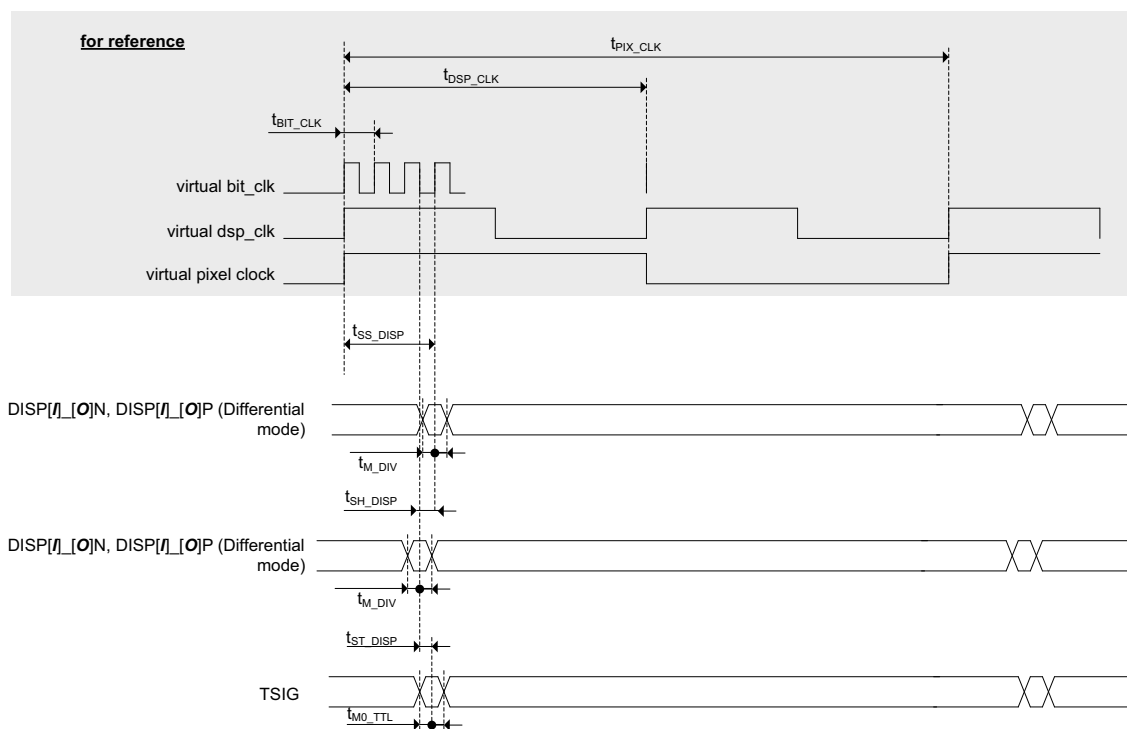 for reference
tPIX_CLK
tDSP_CLK
tBIT_CLK
virtual bit_clk
virtual dsp_clk
virtual pixel clock
tSS_DISP
DISP[I]_[O]N, DISP[I]_[O]P (Differential
mode)
tM_DIV
tSH_DISP
DISP[I]_[O]N, DISP[I]_[O]P (Differential
mode)
tM_DIV
tST_DISP
TSIG
tM0_TTL